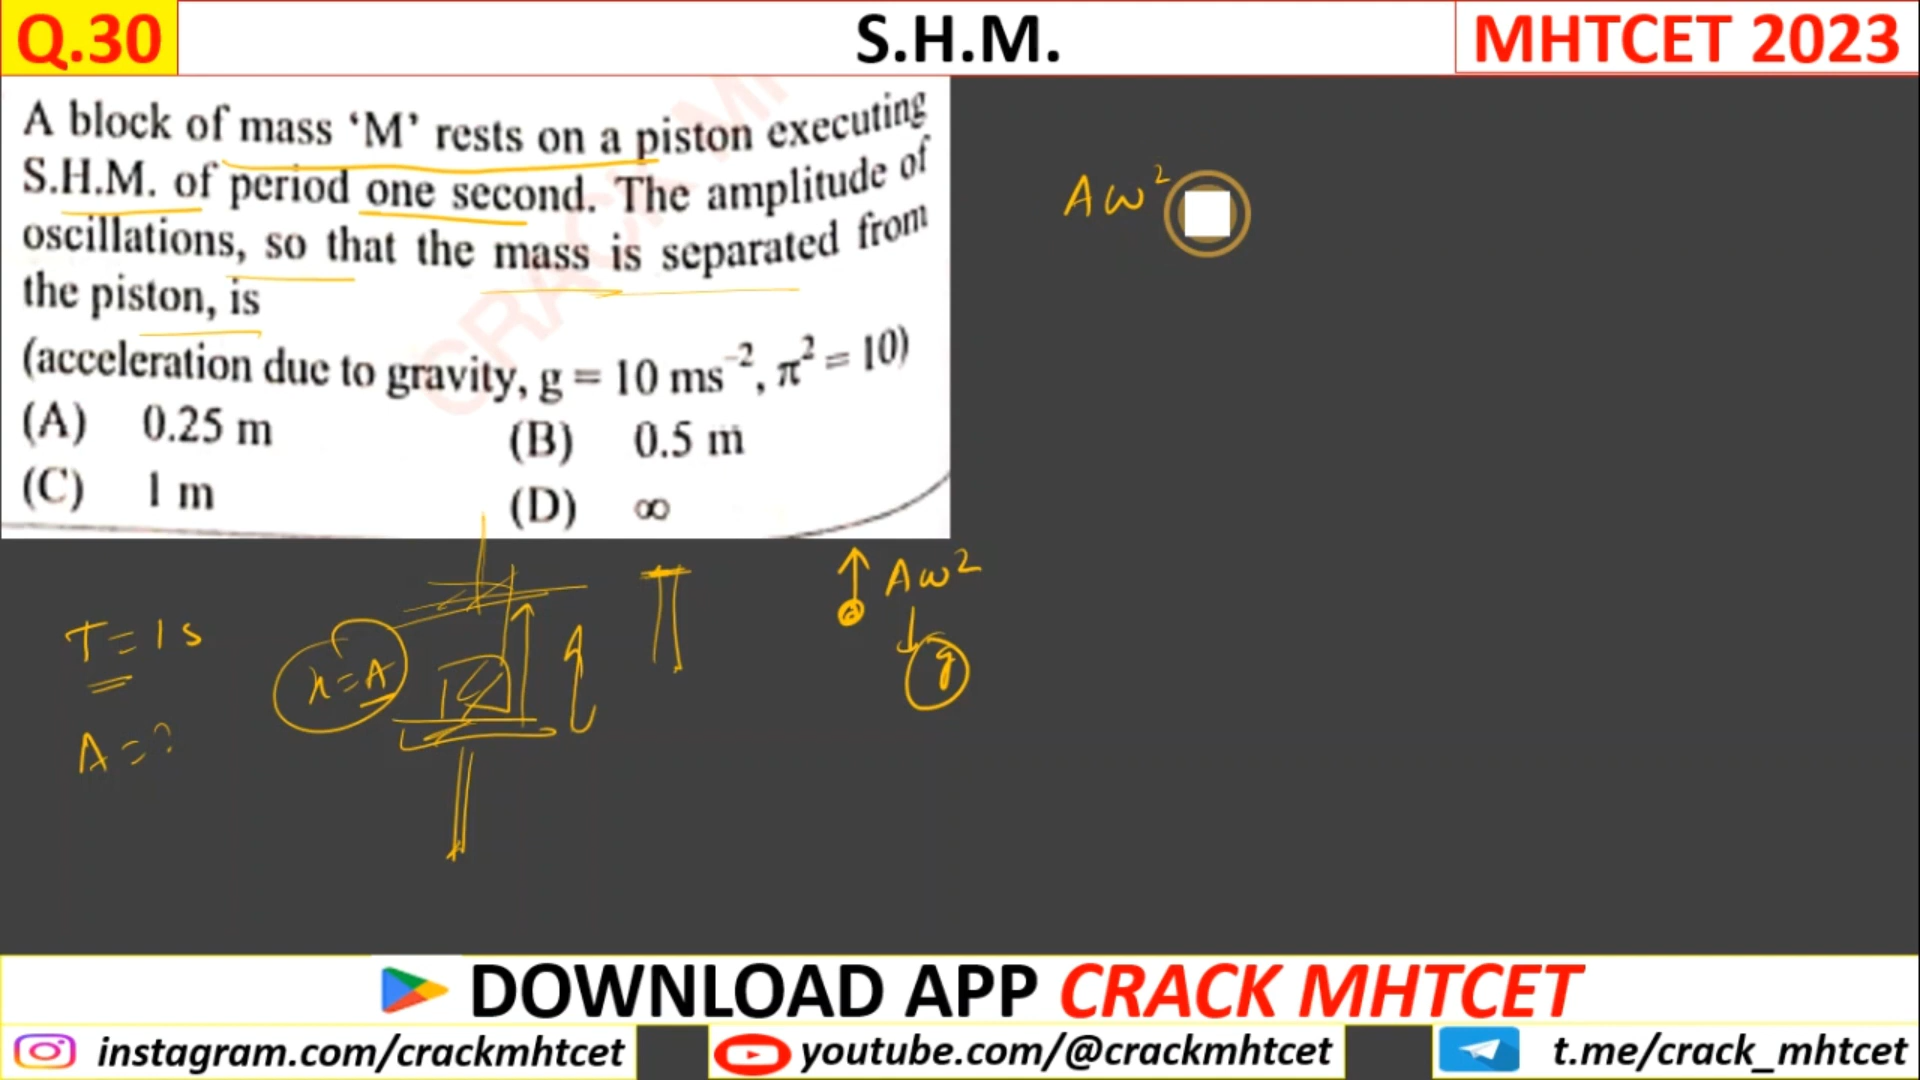 Q.30
S.H.M.
MHTCET 2023
A block of mass ‘M’ rests on a piston executing
S.H.M. of period one second. The amplitude of
oscillations, so that the mass is separated from
the piston, is
(acceleration due to gravity, g = 10 ms⁻², π² = 10)
(A) 0.25 m (B) 0.5 m
(C) 1 m (D) ∞
Aω²
T = 1 s
A = ?
x = A
Aω²
g
DOWNLOAD APP CRACK MHTCET
instagram.com/crackmhtcet
youtube.com/@crackmhtcet
t.me/crack_mhtcet